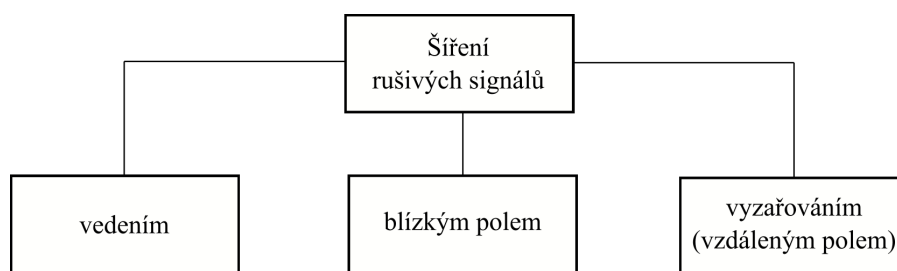 Šíření
rušivých signálů
vedením
blízkým polem
vyzařováním
(vzdáleným polem)